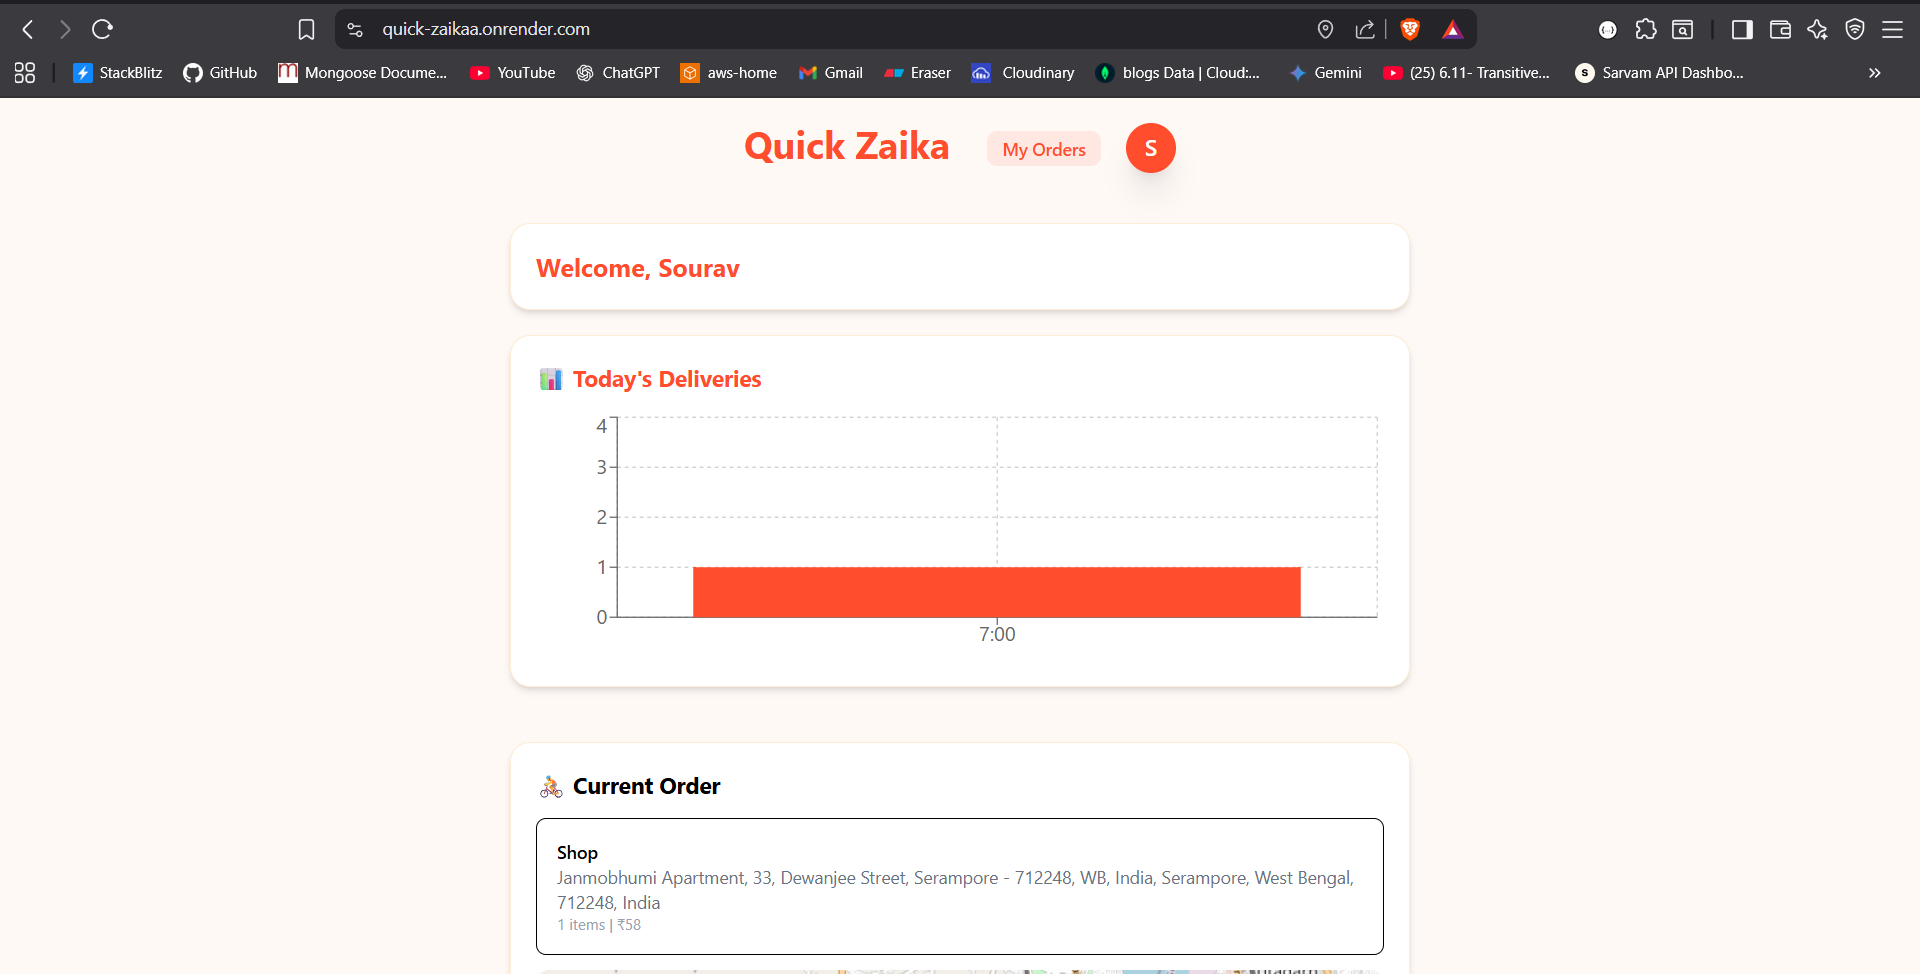 quick-zaikaa.onrender.com
StackBlitz GitHub Mongoose Docume... YouTube ChatGPT aws-home Gmail Eraser Cloudinary blogs Data | Cloud:... Gemini (25) 6.11- Transitive... Sarvam API Dashbo...
Quick Zaika My Orders S
Welcome, Sourav
Today's Deliveries
4
3
2
1
0
7:00
Current Order
Shop
Janmobhumi Apartment, 33, Dewanjee Street, Serampore - 712248, WB, India, Serampore, West Bengal,
712248, India
1 items | ₹58